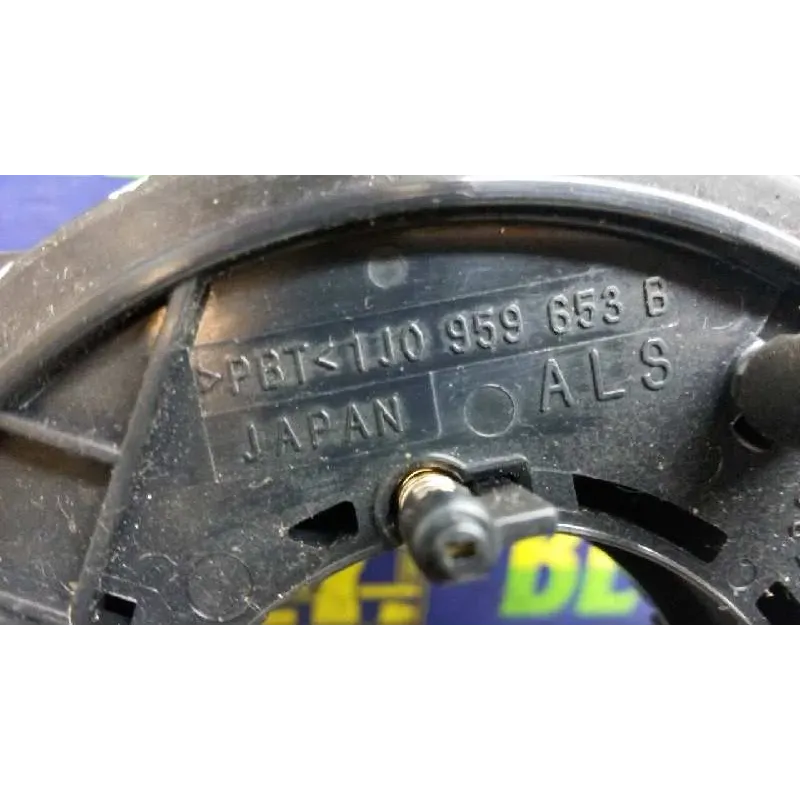 >PBT< 1J0 959 653 B
JAPAN ALS